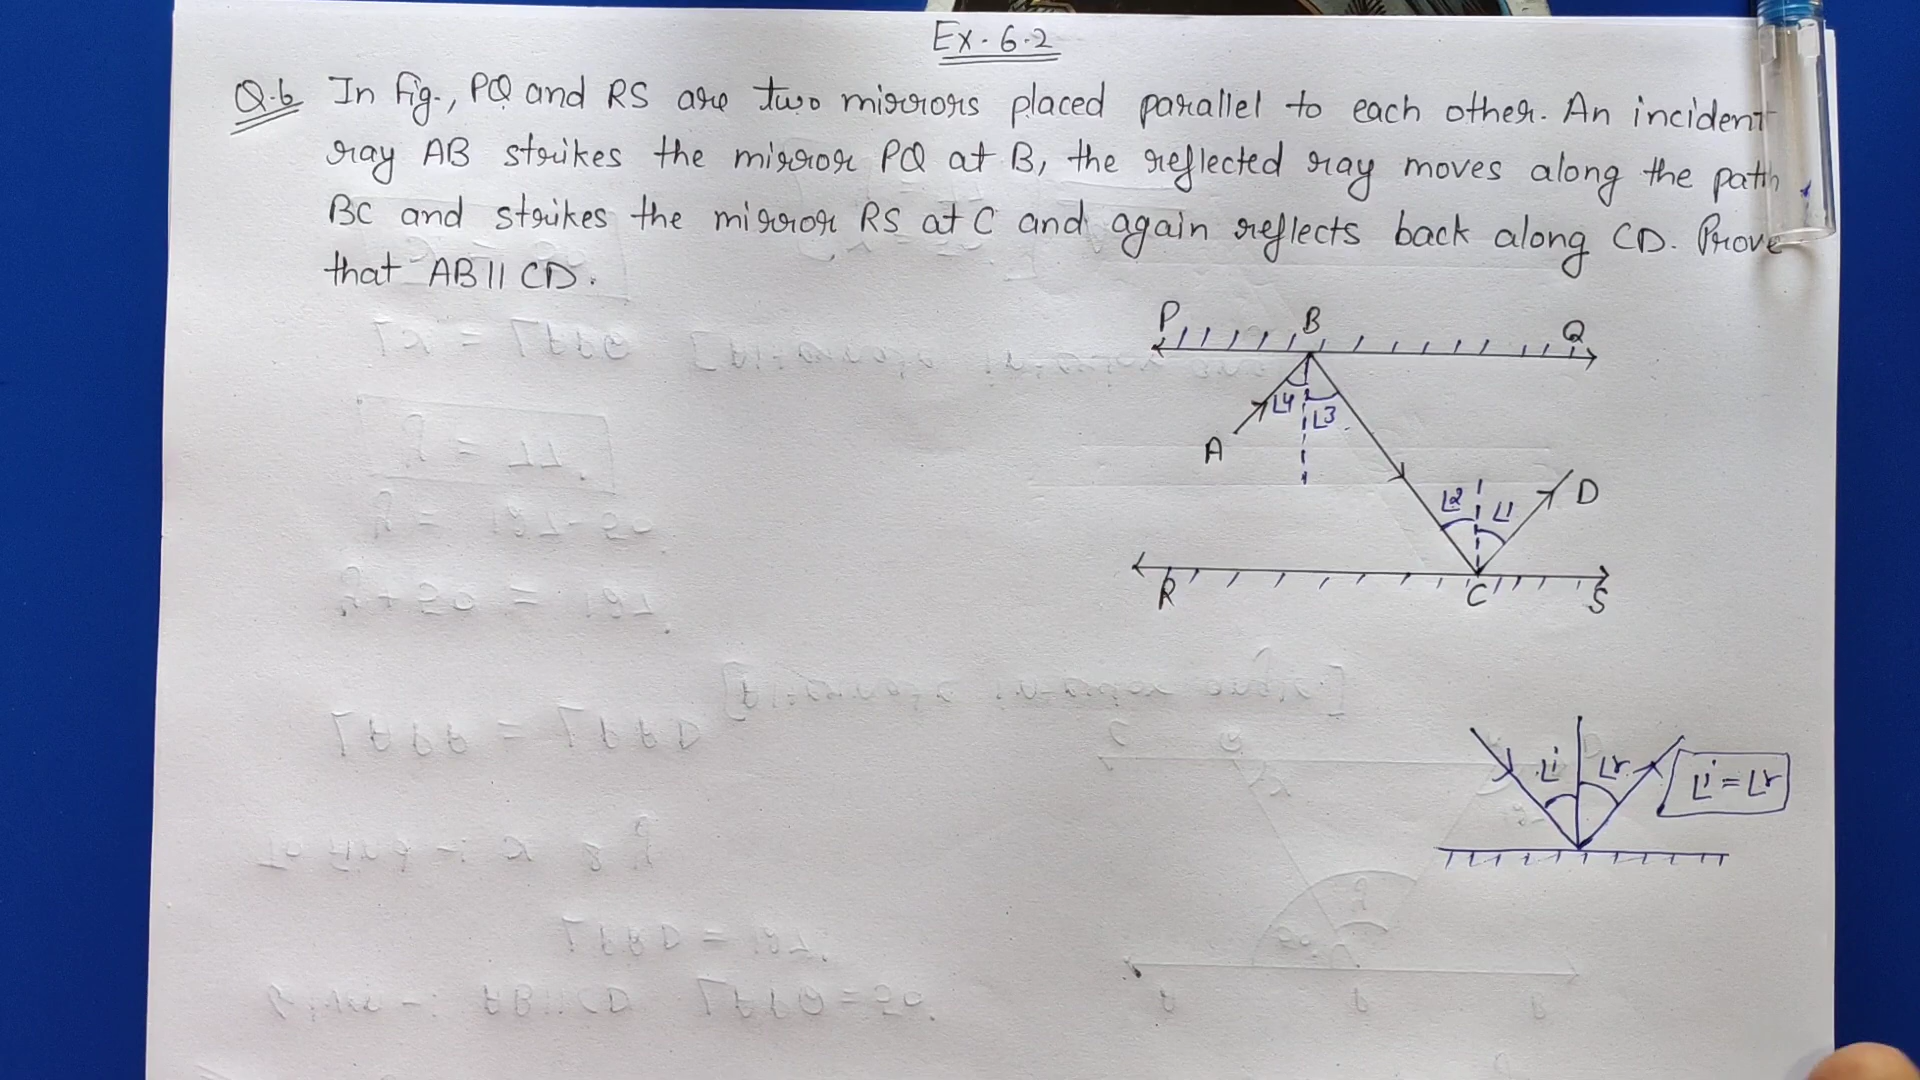 Ex. 6.2
Q.6 In fig., PQ and RS are two mirrors placed parallel to each other. An incident
ray AB strikes the mirror PQ at B, the reflected ray moves along the path
BC and strikes the mirror RS at C and again reflects back along CD. Prove
that AB || CD.
P B Q
∠4 ∠3
A
∠2 ∠1 D
R C S
∠i ∠r ∠i = ∠r